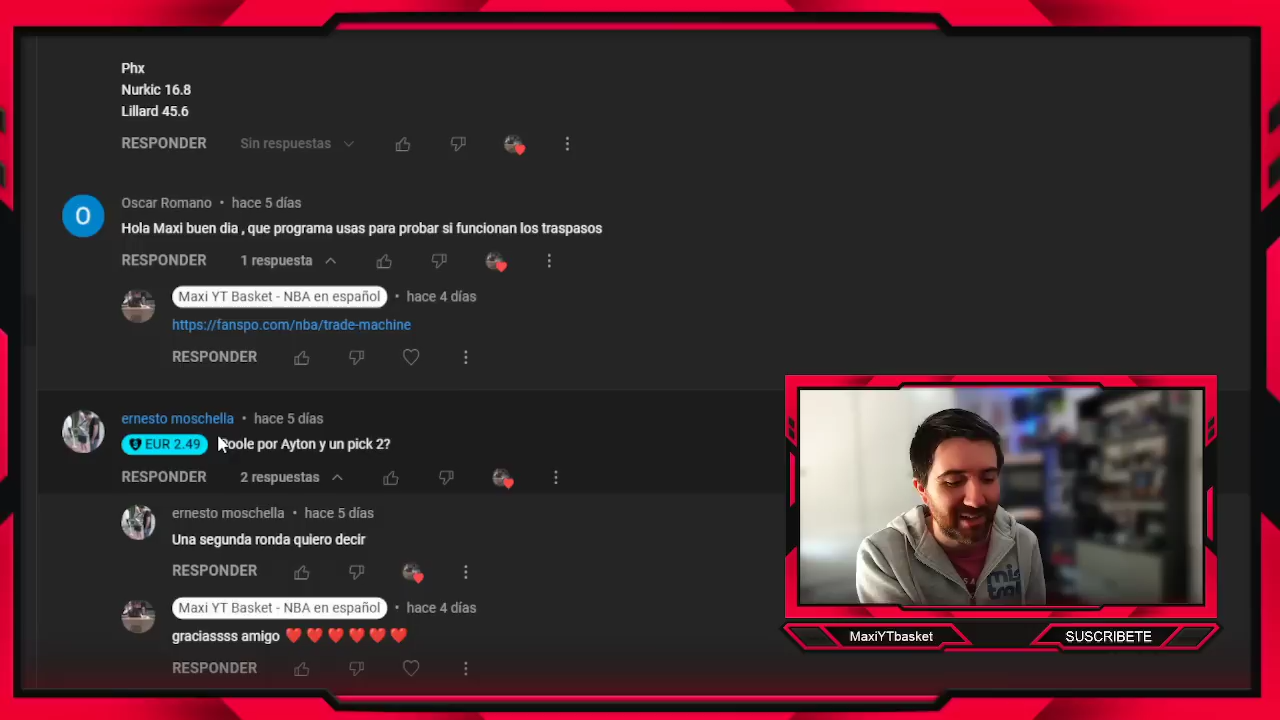 Phx
Nurkic 16.8
Lillard 45.6
RESPONDER Sin respuestas
Oscar Romano • hace 5 días
O
Hola Maxi buen dia , que programa usas para probar si funcionan los traspasos
RESPONDER 1 respuesta
Maxi YT Basket - NBA en español • hace 4 días
https://fanspo.com/nba/trade-machine
RESPONDER
ernesto moschella • hace 5 días
EUR 2.49 Poole por Ayton y un pick 2?
RESPONDER 2 respuestas
ernesto moschella • hace 5 días
Una segunda ronda quiero decir
RESPONDER
Maxi YT Basket - NBA en español • hace 4 días
graciassss amigo ❤️❤️❤️❤️❤️❤️
RESPONDER
MaxiYTbasket SUSCRIBETE